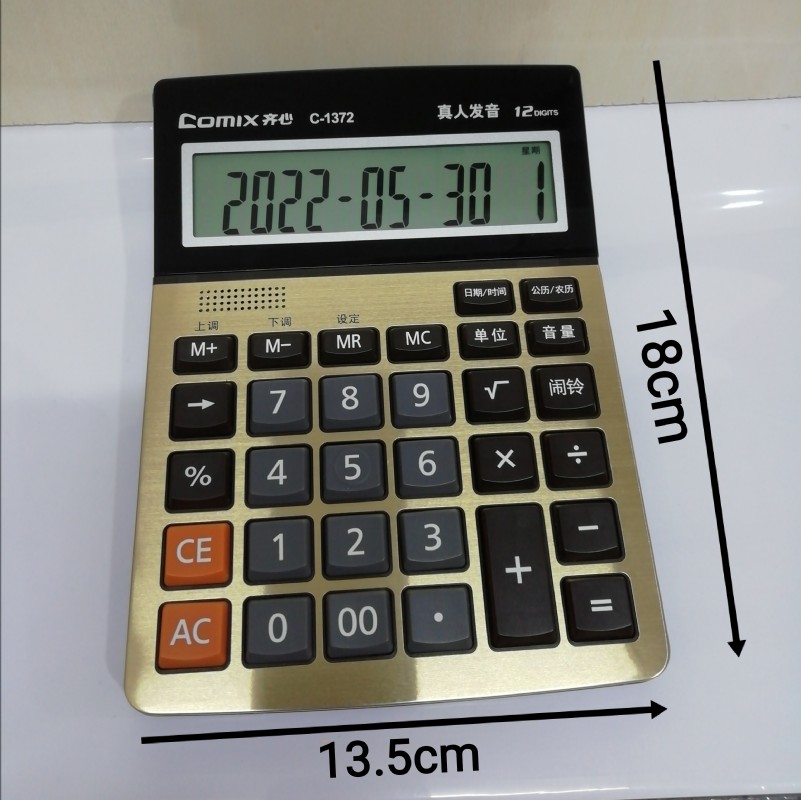 Comix 齐心 C-1372 真人发音 12 DIGITS
星期
2022-05-30 1
日期/时间 公历/农历
上调 下调 设定
M+ M− MR MC 单位 音量
→ 7 8 9 √ 闹铃
% 4 5 6 × ÷
CE 1 2 3 + −
AC 0 00 · =
18cm
13.5cm